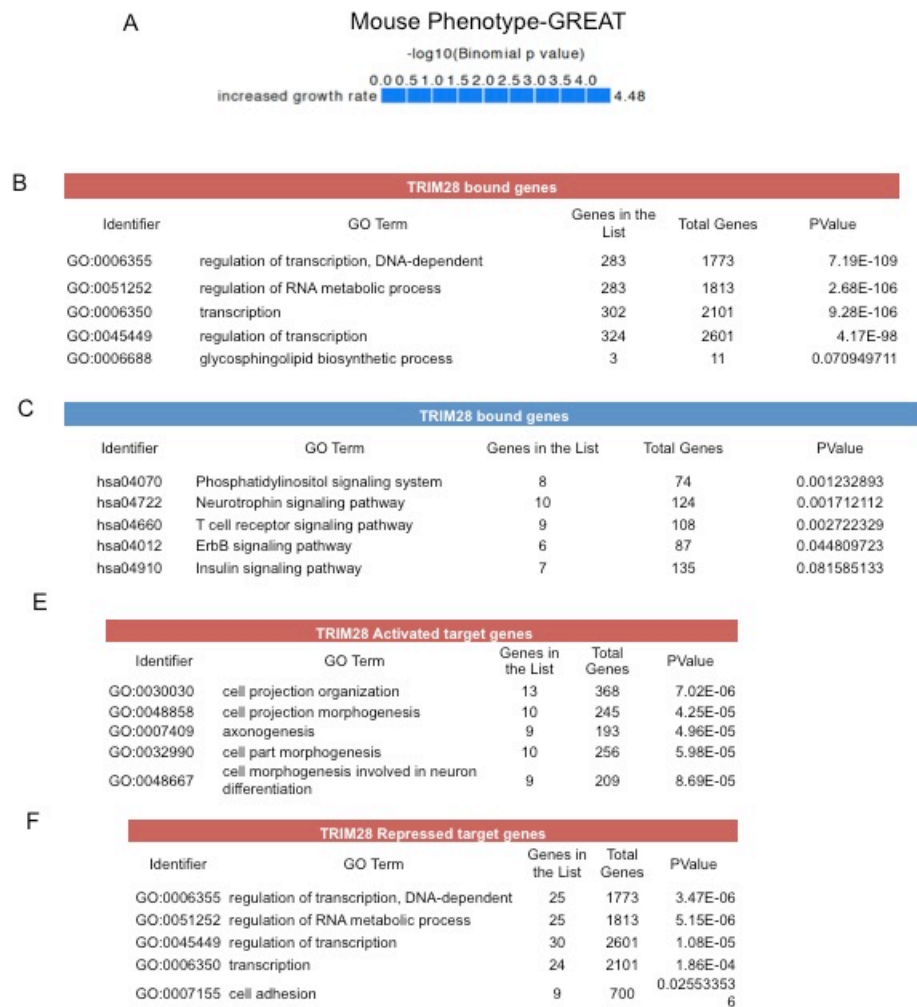 A
Mouse Phenotype-GREAT
-log10(Binomial p value)
0.0 0.5 1.0 1.5 2.0 2.5 3.0 3.5 4.0
increased growth rate 4.48
B
TRIM28 bound genes
Identifier GO Term Genes in the List Total Genes PValue
GO:0006355 regulation of transcription, DNA-dependent 283 1773 7.19E-109
GO:0051252 regulation of RNA metabolic process 283 1813 2.68E-106
GO:0006350 transcription 302 2101 9.28E-106
GO:0045449 regulation of transcription 324 2601 4.17E-98
GO:0006688 glycosphingolipid biosynthetic process 3 11 0.070949711
C
TRIM28 bound genes
Identifier GO Term Genes in the List Total Genes PValue
hsa04070 Phosphatidylinositol signaling system 8 74 0.001232893
hsa04722 Neurotrophin signaling pathway 10 124 0.001712112
hsa04660 T cell receptor signaling pathway 9 108 0.002722329
hsa04012 ErbB signaling pathway 6 87 0.044809723
hsa04910 Insulin signaling pathway 7 135 0.081585133
E
TRIM28 Activated target genes
Identifier GO Term Genes in the List Total Genes PValue
GO:0030030 cell projection organization 13 368 7.02E-06
GO:0048858 cell projection morphogenesis 10 245 4.25E-05
GO:0007409 axonogenesis 9 193 4.96E-05
GO:0032990 cell part morphogenesis 10 256 5.98E-05
GO:0048667 cell morphogenesis involved in neuron differentiation 9 209 8.69E-05
F
TRIM28 Repressed target genes
Identifier GO Term Genes in the List Total Genes PValue
GO:0006355 regulation of transcription, DNA-dependent 25 1773 3.47E-06
GO:0051252 regulation of RNA metabolic process 25 1813 5.15E-06
GO:0045449 regulation of transcription 30 2601 1.08E-05
GO:0006350 transcription 24 2101 1.86E-04
GO:0007155 cell adhesion 9 700 0.025533536